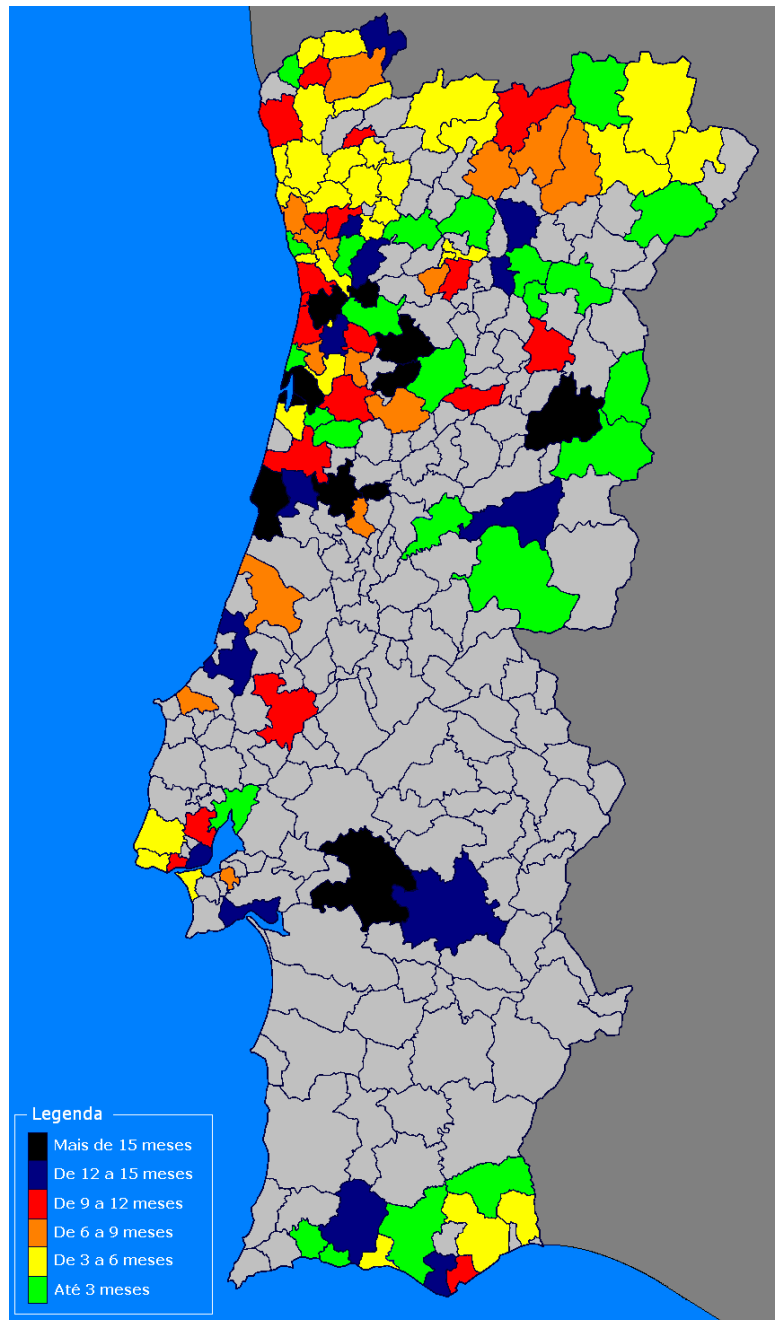 Legenda
Mais de 15 meses
De 12 a 15 meses
De 9 a 12 meses
De 6 a 9 meses
De 3 a 6 meses
Até 3 meses